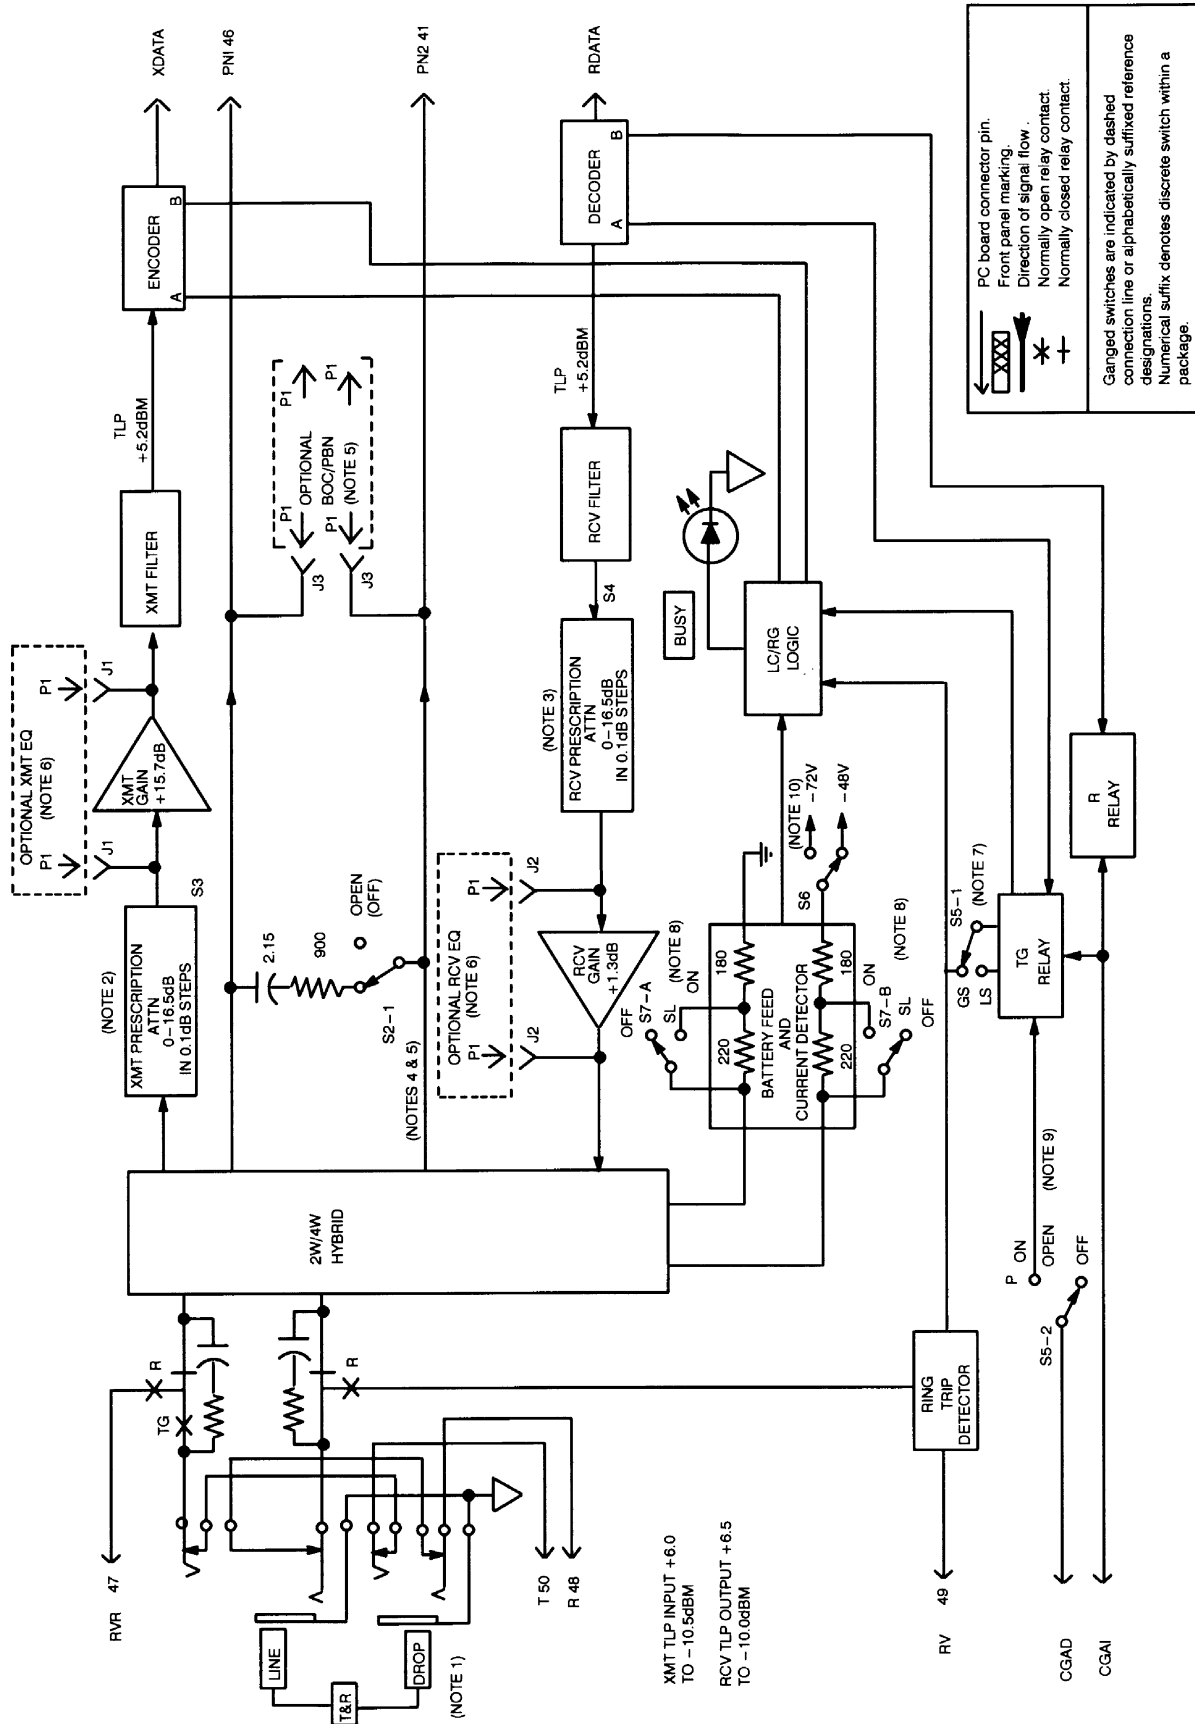 XDATA
PNI 46
PN2 41
RDATA
ENCODER
A
B
DECODER
A
B
TLP
+5.2dBM
TLP
+5.2dBM
XMT FILTER
P1
P1
OPTIONAL
BOC/PBN
(NOTE 5)
P1
P1
J3
J3
RCV FILTER
S4
OPTIONAL XMT EQ
(NOTE 6)
P1
P1
J1
J1
XMT
GAIN
+15.7dB
S3
(NOTE 2)
XMT PRESCRIPTION
ATTN
0–16.5dB
IN 0.1dB STEPS
2.15
900
OPEN
(OFF)
S2–1
(NOTES 4 & 5)
(NOTE 3)
RCV PRESCRIPTION
ATTN
0–16.5dB
IN 0.1dB STEPS
OPTIONAL RCV EQ
(NOTE 6)
P1
P1
J2
J2
RCV
GAIN
+1.3dB
BUSY
LC/RG
LOGIC
(NOTE 10)
–72V
–48V
S6
180
180
220
220
BATTERY FEED
AND
CURRENT DETECTOR
OFF
S7–A
SL
ON
(NOTE 8)
ON
S7–B
SL
OFF
(NOTE 8)
2W/4W
HYBRID
R
R
TG
RVR 47
T 50
R 48
LINE
T&R
DROP
(NOTE 1)
XMT TLP INPUT +6.0
TO –10.5dBM
RCV TLP OUTPUT +6.5
TO –10.0dBM
RING
TRIP
DETECTOR
RV 49
CGAD
CGAI
S5–2
P ON
OPEN
OFF
(NOTE 9)
TG
RELAY
GS
LS
S5–1
(NOTE 7)
R
RELAY
PC board connector pin.
Front panel marking.
Direction of signal flow .
Normally open relay contact.
Normally closed relay contact.
Ganged switches are indicated by dashed
connection line or alphabetically suffixed reference
designations.
Numerical suffix denotes discrete switch within a
package.